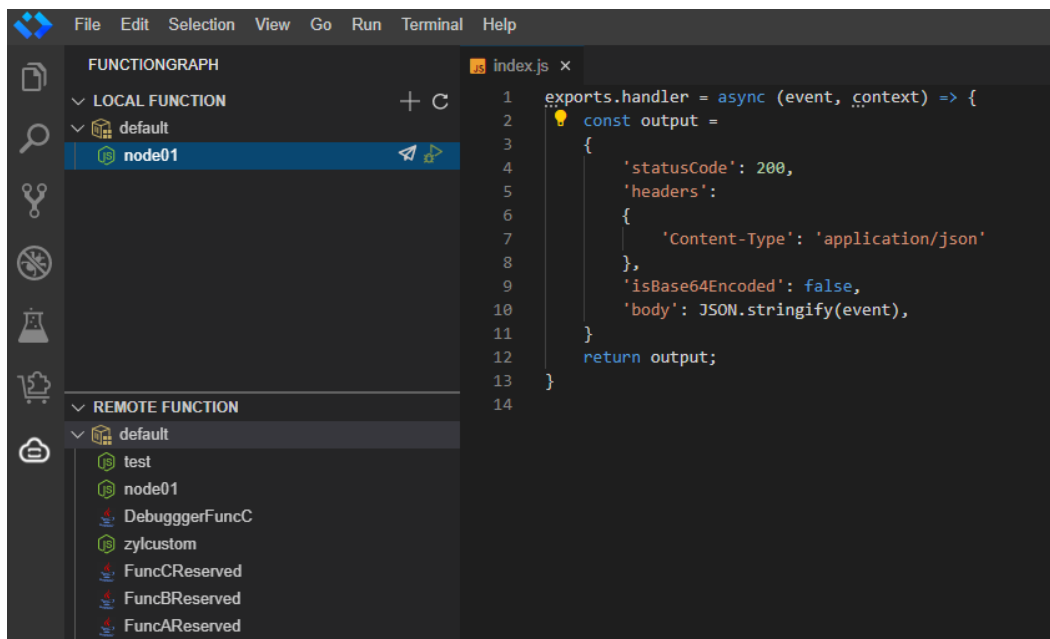 File Edit Selection View Go Run Terminal Help
FUNCTIONGRAPH
LOCAL FUNCTION
default
node01
REMOTE FUNCTION
default
test
node01
DebugggerFuncC
zylcustom
FuncCReserved
FuncBReserved
FuncAReserved
JS index.js ×
1 exports.handler = async (event, context) => {
2     const output =
3     {
4         'statusCode': 200,
5         'headers':
6         {
7             'Content-Type': 'application/json'
8         },
9         'isBase64Encoded': false,
10         'body': JSON.stringify(event),
11     }
12     return output;
13 }
14